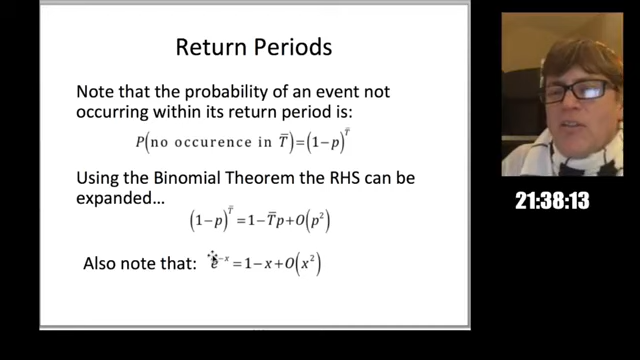 Return Periods
Note that the probability of an event not
occurring within its return period is:
P(no occurence in T̄)=(1−p)^T̄
Using the Binomial Theorem the RHS can be
expanded…
(1−p)^T̄ = 1−T̄p+O(p²)
Also note that: e^−x = 1−x+O(x²)
21:38:13